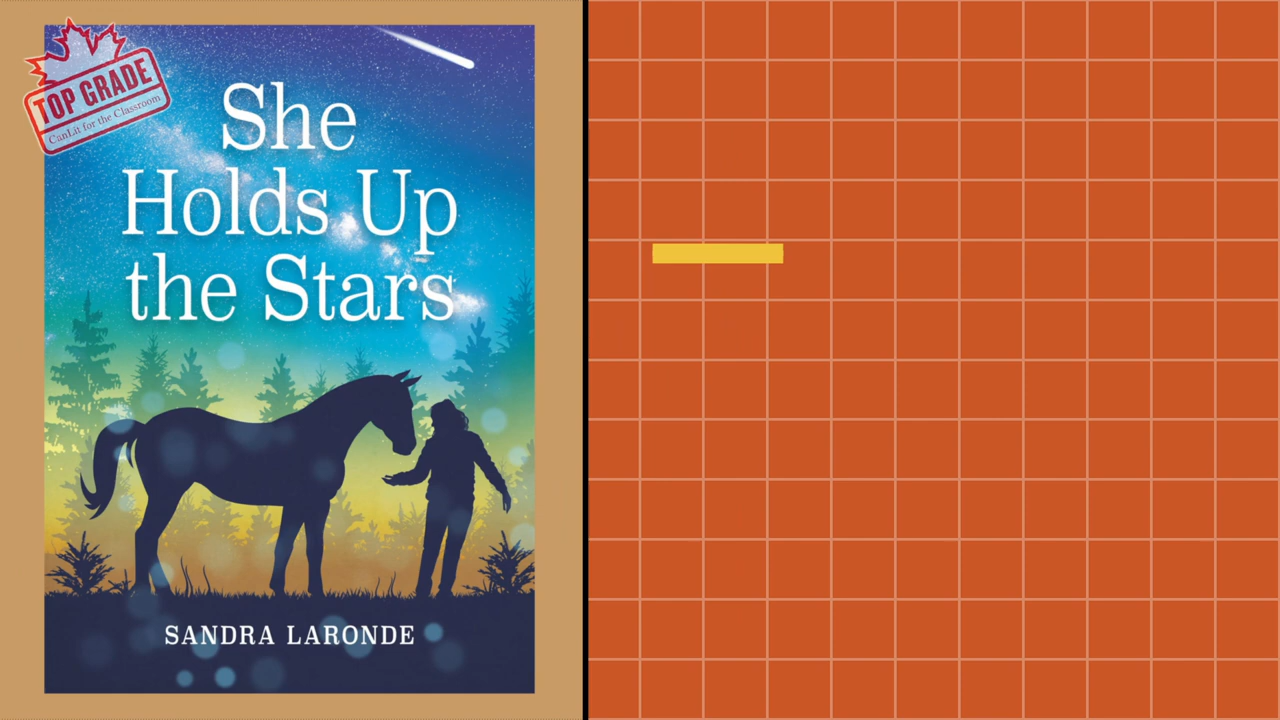 TOP GRADE
CanLit for the Classroom
She
Holds Up
the Stars
SANDRA LARONDE